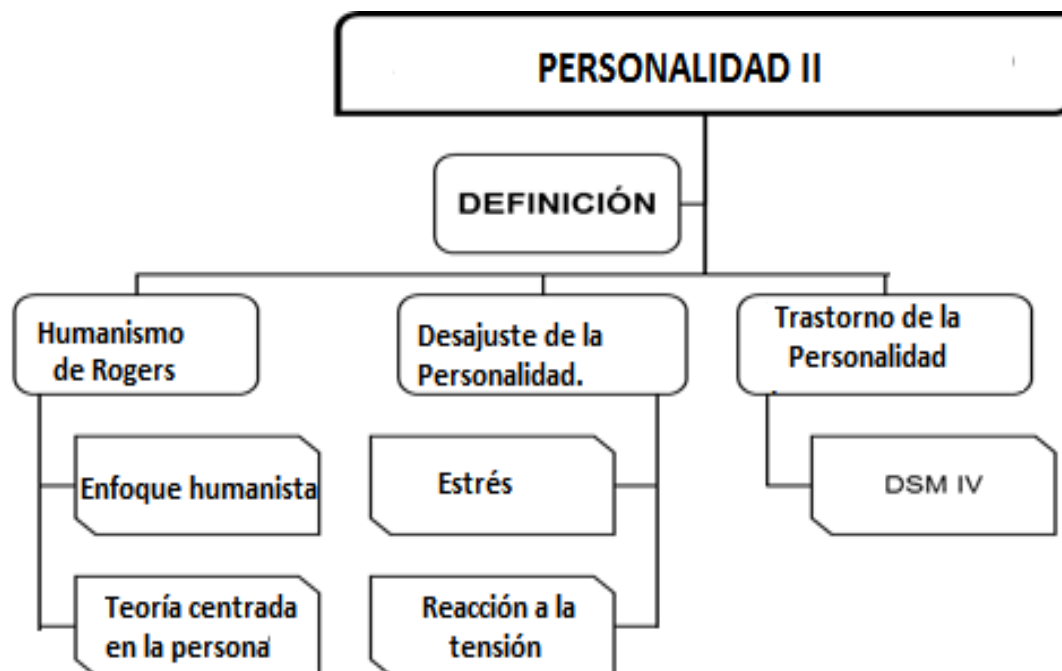 PERSONALIDAD II
DEFINICIÓN
Humanismo
de Rogers
Desajuste de la
Personalidad.
Trastorno de la
Personalidad
Enfoque humanista
Estrés
DSM IV
Teoría centrada
en la persona
Reacción a la
tensión